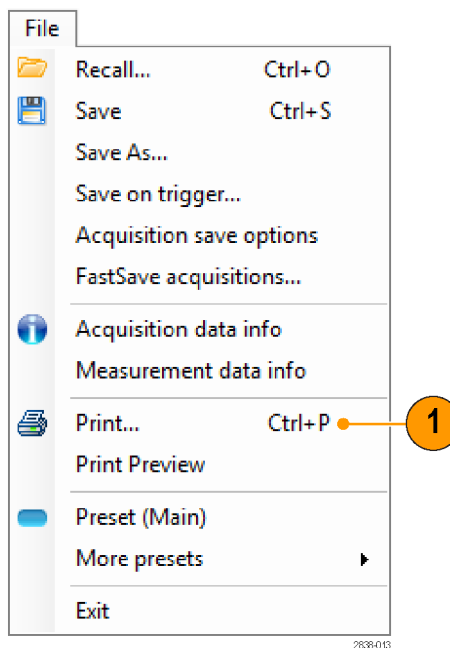 File
Recall... Ctrl+O
Save Ctrl+S
Save As...
Save on trigger...
Acquisition save options
FastSave acquisitions...
Acquisition data info
Measurement data info
Print... Ctrl+P 1
Print Preview
Preset (Main)
More presets
Exit
2838-013